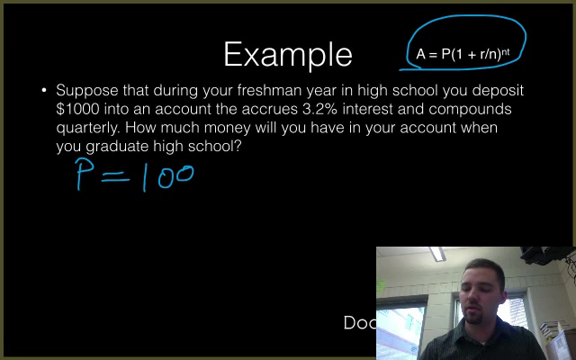 Example
A = P(1 + r/n)ⁿᵗ
• Suppose that during your freshman year in high school you deposit
$1000 into an account the accrues 3.2% interest and compounds
quarterly. How much money will you have in your account when
you graduate high school?
P = 100
Doc